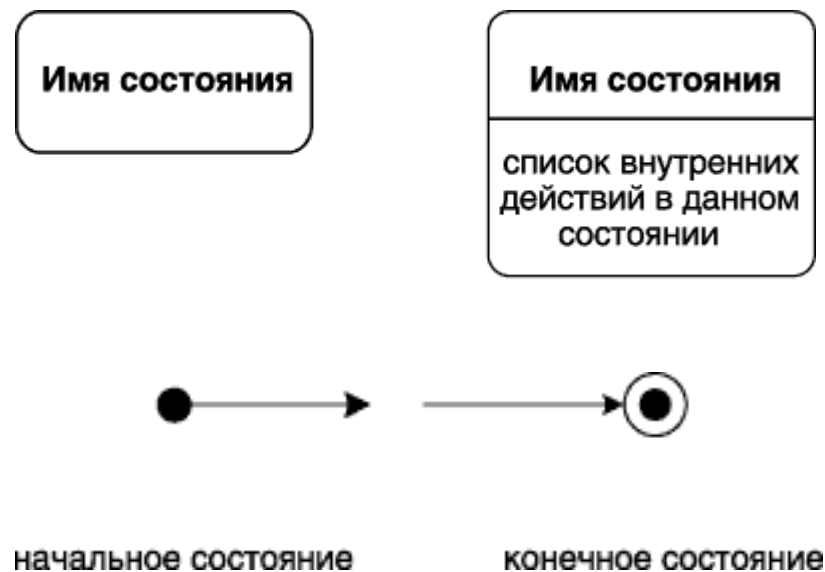 Имя состояния
Имя состояния
список внутренних
действий в данном
состоянии
начальное состояние
конечное состояние